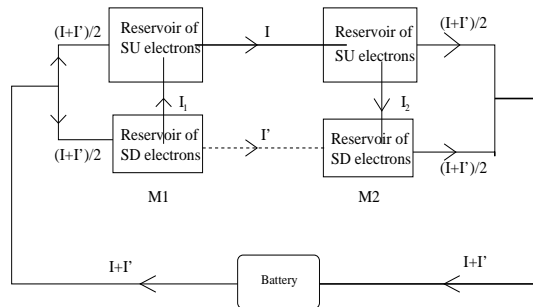 (I+I')/2
Reservoir of
SU electrons
I
Reservoir of
SU electrons
(I+I')/2
I1
I2
(I+I')/2
Reservoir of
SD electrons
I'
Reservoir of
SD electrons
(I+I')/2
M1
M2
I+I'
Battery
I+I'